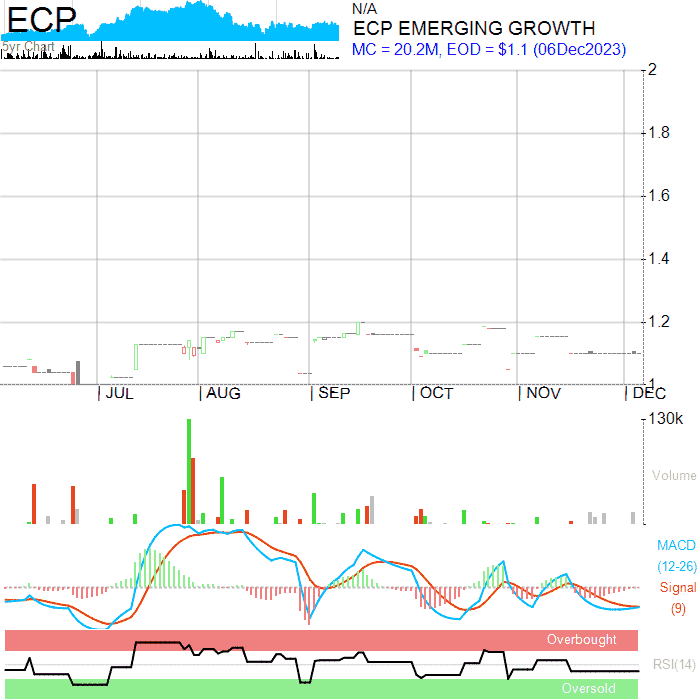 ECP
5yr Chart
N/A
ECP EMERGING GROWTH
MC = 20.2M, EOD = $1.1 (06Dec2023)
2
1.8
1.6
1.4
1.2
1
JUL AUG SEP OCT NOV DEC
130k
Volume
MACD
(12-26)
Signal
(9)
Overbought
RSI(14)
Oversold